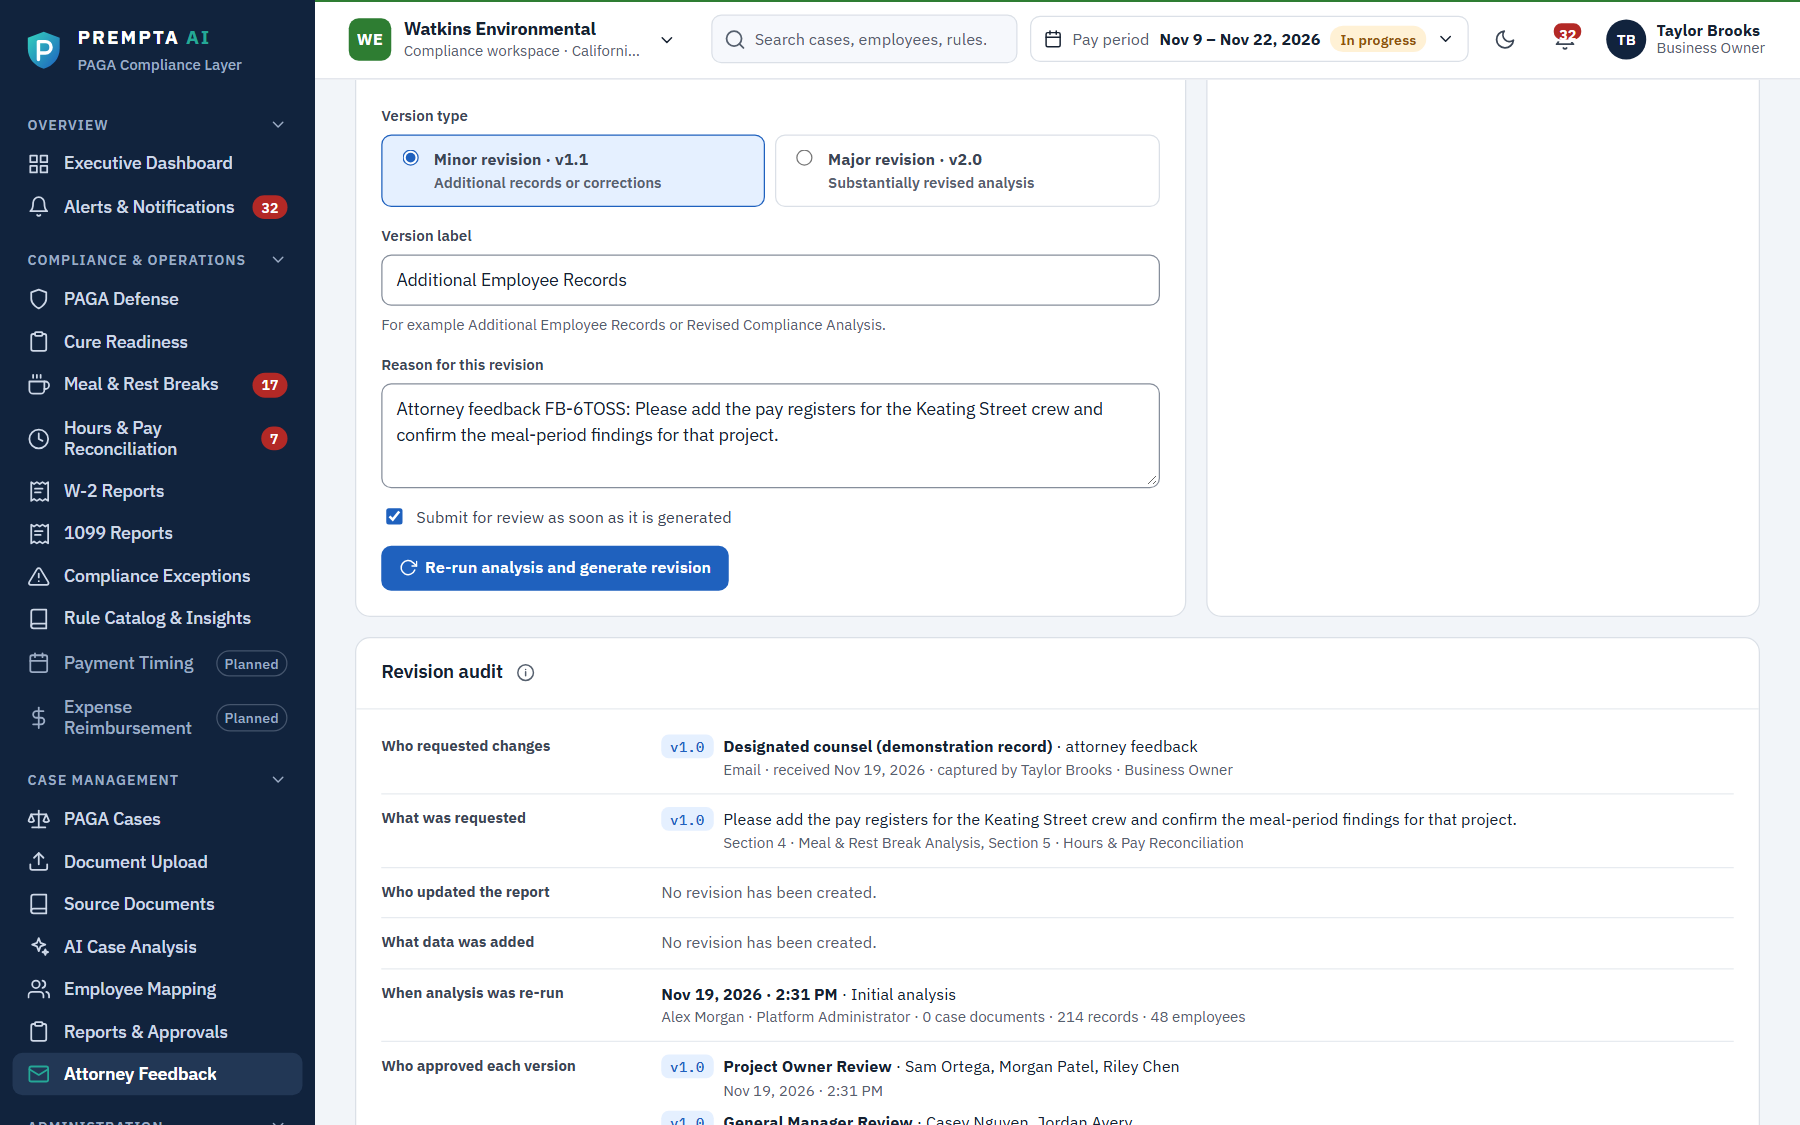 PREMPTA AI
PAGA Compliance Layer
OVERVIEW
Executive Dashboard
Alerts & Notifications 32
COMPLIANCE & OPERATIONS
PAGA Defense
Cure Readiness
Meal & Rest Breaks 17
Hours & Pay
Reconciliation 7
W-2 Reports
1099 Reports
Compliance Exceptions
Rule Catalog & Insights
Payment Timing Planned
Expense
Reimbursement Planned
CASE MANAGEMENT
PAGA Cases
Document Upload
Source Documents
AI Case Analysis
Employee Mapping
Reports & Approvals
Attorney Feedback
ADMINISTRATION
WE Watkins Environmental
Compliance workspace · Californi...
Search cases, employees, rules.
Pay period Nov 9 – Nov 22, 2026 In progress
32
TB Taylor Brooks
Business Owner
Version type
Minor revision · v1.1
Additional records or corrections
Major revision · v2.0
Substantially revised analysis
Version label
Additional Employee Records
For example Additional Employee Records or Revised Compliance Analysis.
Reason for this revision
Attorney feedback FB-6TOSS: Please add the pay registers for the Keating Street crew and
confirm the meal-period findings for that project.
Submit for review as soon as it is generated
Re-run analysis and generate revision
Revision audit
Who requested changes
v1.0 Designated counsel (demonstration record) · attorney feedback
Email · received Nov 19, 2026 · captured by Taylor Brooks · Business Owner
What was requested
v1.0 Please add the pay registers for the Keating Street crew and confirm the meal-period findings for that project.
Section 4 · Meal & Rest Break Analysis, Section 5 · Hours & Pay Reconciliation
Who updated the report
No revision has been created.
What data was added
No revision has been created.
When analysis was re-run
Nov 19, 2026 · 2:31 PM · Initial analysis
Alex Morgan · Platform Administrator · 0 case documents · 214 records · 48 employees
Who approved each version
v1.0 Project Owner Review · Sam Ortega, Morgan Patel, Riley Chen
Nov 19, 2026 · 2:31 PM
v1.0 General Manager Review · Casey Nguyen, Jordan Avery